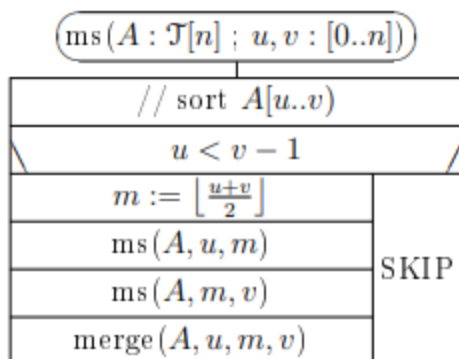 ms(A : 𝒯[n] ; u, v : [0..n])
// sort A[u..v)
u < v − 1
m := ⌊(u+v)/2⌋
ms(A, u, m)
ms(A, m, v)
merge(A, u, m, v)
SKIP